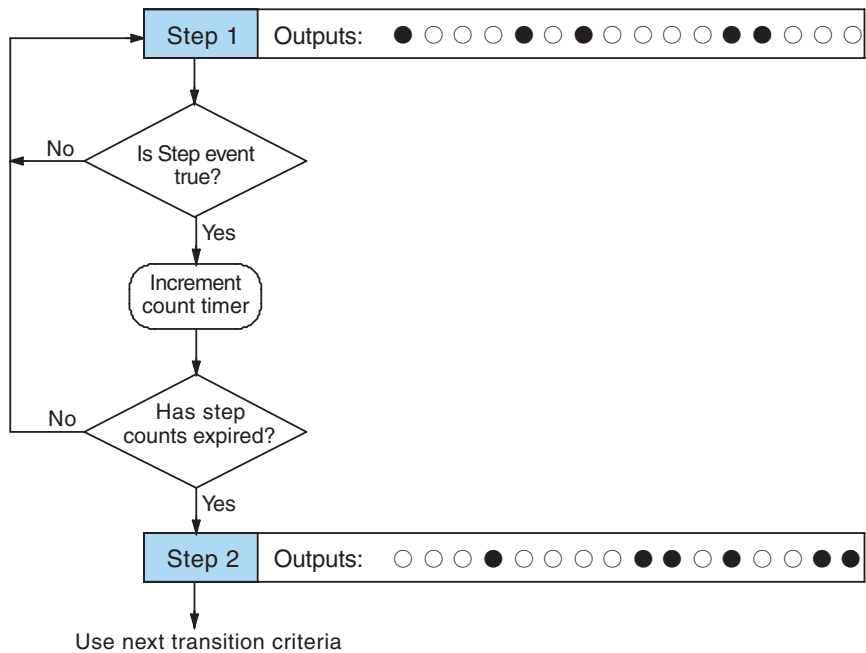 Step 1 Outputs:
No
Is Step event
true?
Yes
Increment
count timer
No
Has step
counts expired?
Yes
Step 2 Outputs:
Use next transition criteria